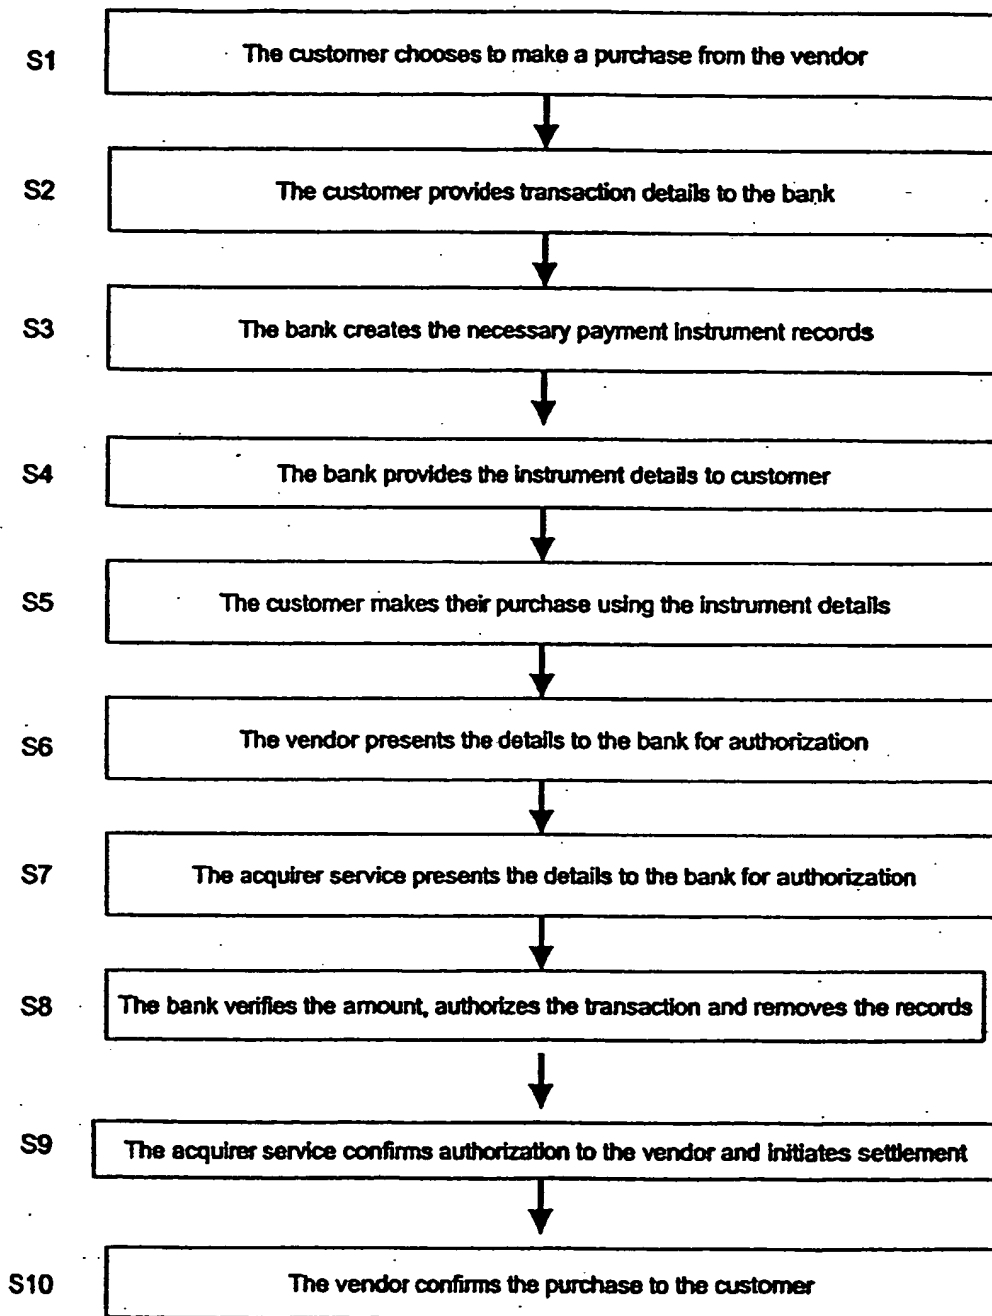 S1 The customer chooses to make a purchase from the vendor
S2 The customer provides transaction details to the bank
S3 The bank creates the necessary payment instrument records
S4 The bank provides the instrument details to customer
S5 The customer makes their purchase using the instrument details
S6 The vendor presents the details to the bank for authorization
S7 The acquirer service presents the details to the bank for authorization
S8 The bank verifies the amount, authorizes the transaction and removes the records
S9 The acquirer service confirms authorization to the vendor and initiates settlement
S10 The vendor confirms the purchase to the customer